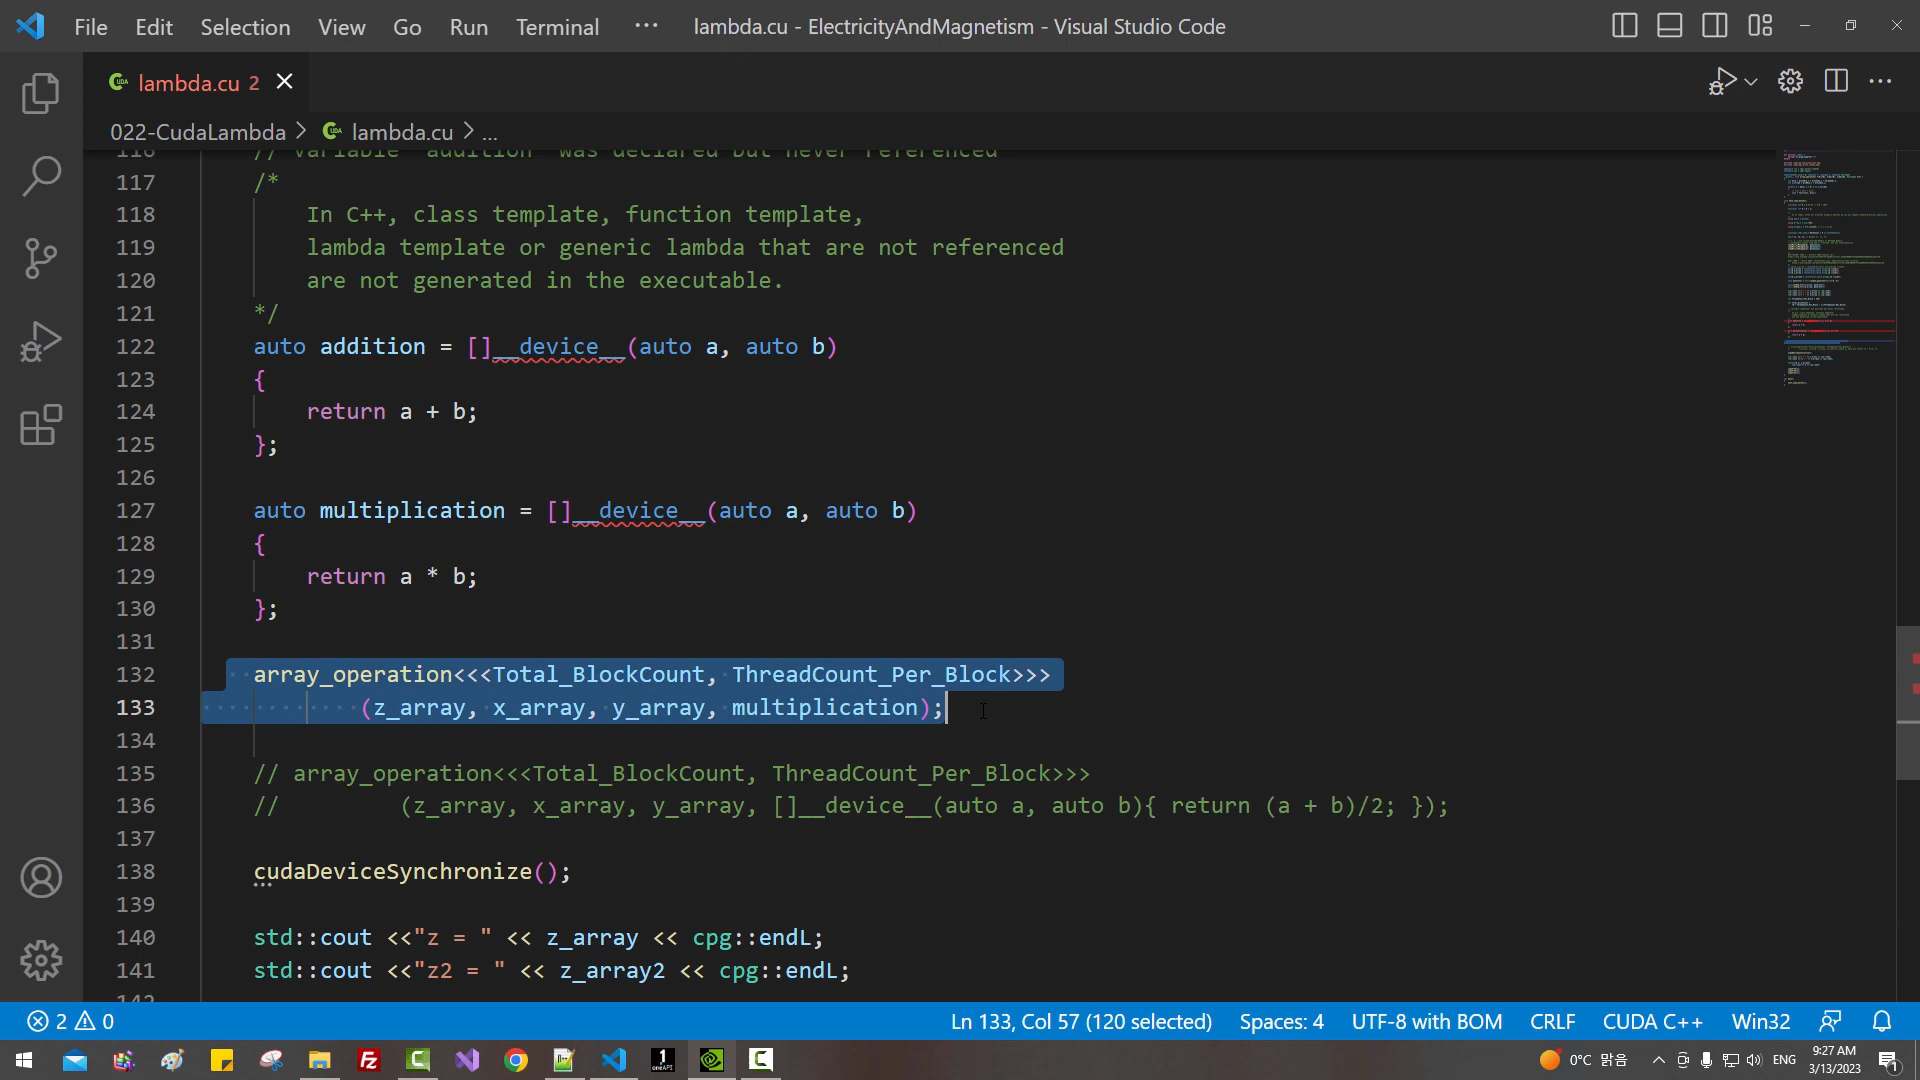 File Edit Selection View Go Run Terminal ··· lambda.cu - ElectricityAndMagnetism - Visual Studio Code
lambda.cu 2
022-CudaLambda > lambda.cu > ...
116 // variable "addition" was declared but never referenced
117 /*
118 In C++, class template, function template,
119 lambda template or generic lambda that are not referenced
120 are not generated in the executable.
121 */
122 auto addition = []__device__(auto a, auto b)
123 {
124 return a + b;
125 };
126
127 auto multiplication = []__device__(auto a, auto b)
128 {
129 return a * b;
130 };
131
132 array_operation<<<Total_BlockCount, ThreadCount_Per_Block>>>
133 (z_array, x_array, y_array, multiplication);
134
135 // array_operation<<<Total_BlockCount, ThreadCount_Per_Block>>>
136 // (z_array, x_array, y_array, []__device__(auto a, auto b){ return (a + b)/2; });
137
138 cudaDeviceSynchronize();
139
140 std::cout <<"z = " << z_array << cpg::endL;
141 std::cout <<"z2 = " << z_array2 << cpg::endL;
142
2 0 Ln 133, Col 57 (120 selected) Spaces: 4 UTF-8 with BOM CRLF CUDA C++ Win32
0°C 맑음 ENG 9:27 AM
3/13/2023